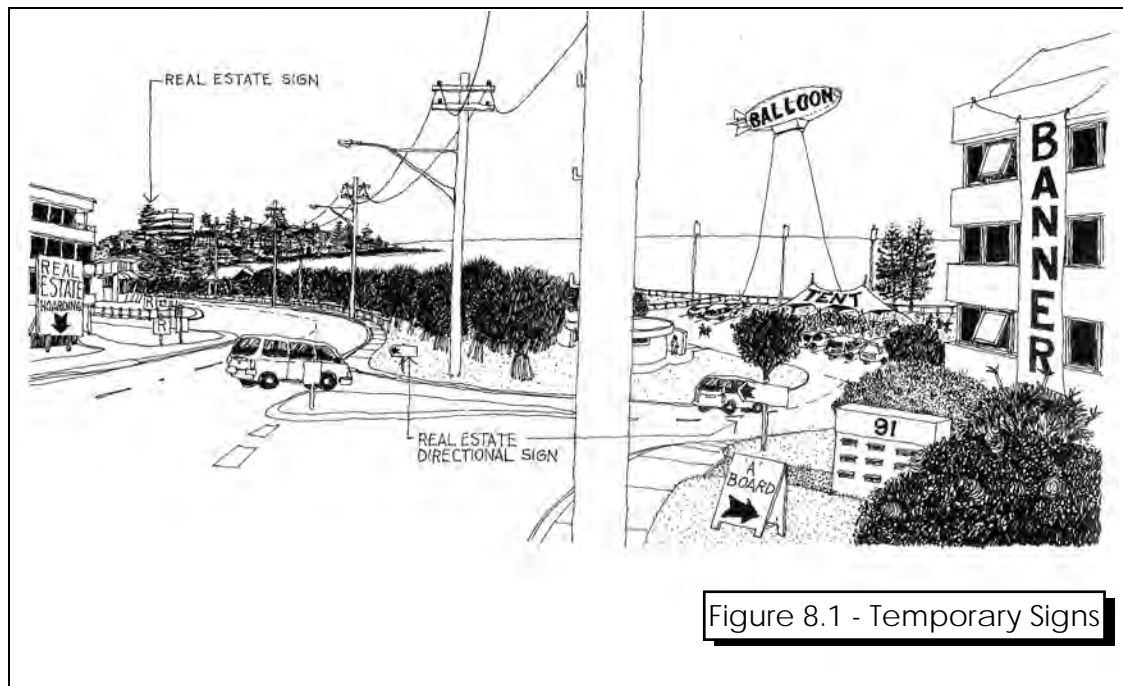 REAL ESTATE SIGN
BALLOON
BANNER
REAL
ESTATE
HOARDING
TENT
91
REAL ESTATE
DIRECTIONAL SIGN
'A'
BOARD
Figure 8.1 - Temporary Signs